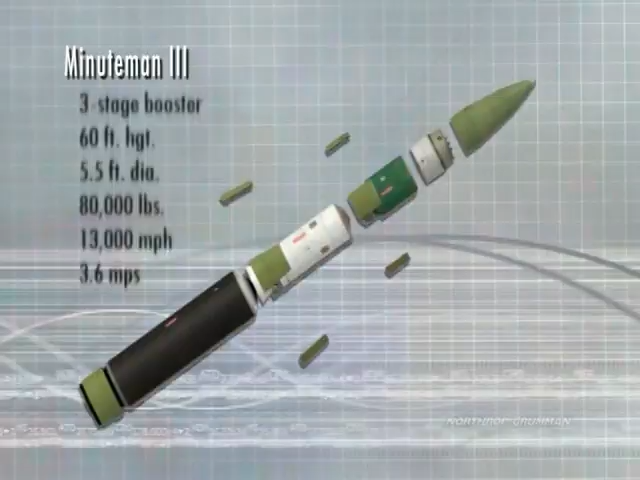 Minuteman III
3-stage booster
60 ft. hgt.
5.5 ft. dia.
80,000 lbs.
13,000 mph
3.6 mps
NORTHROP GRUMMAN